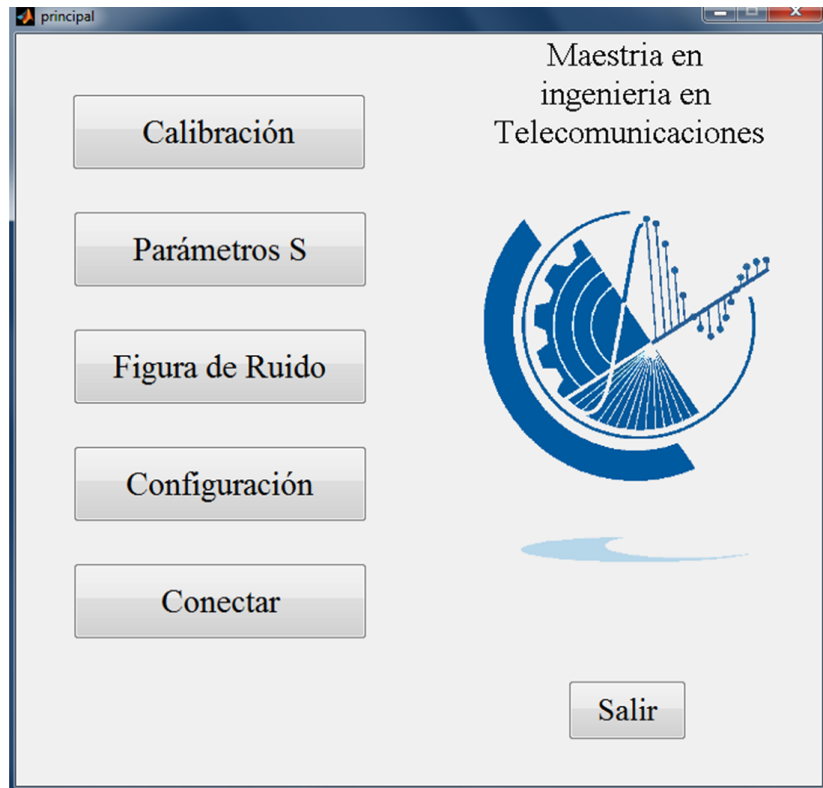 principal
Maestria en
ingenieria en
Telecomunicaciones
Calibración
Parámetros S
Figura de Ruido
Configuración
Conectar
Salir